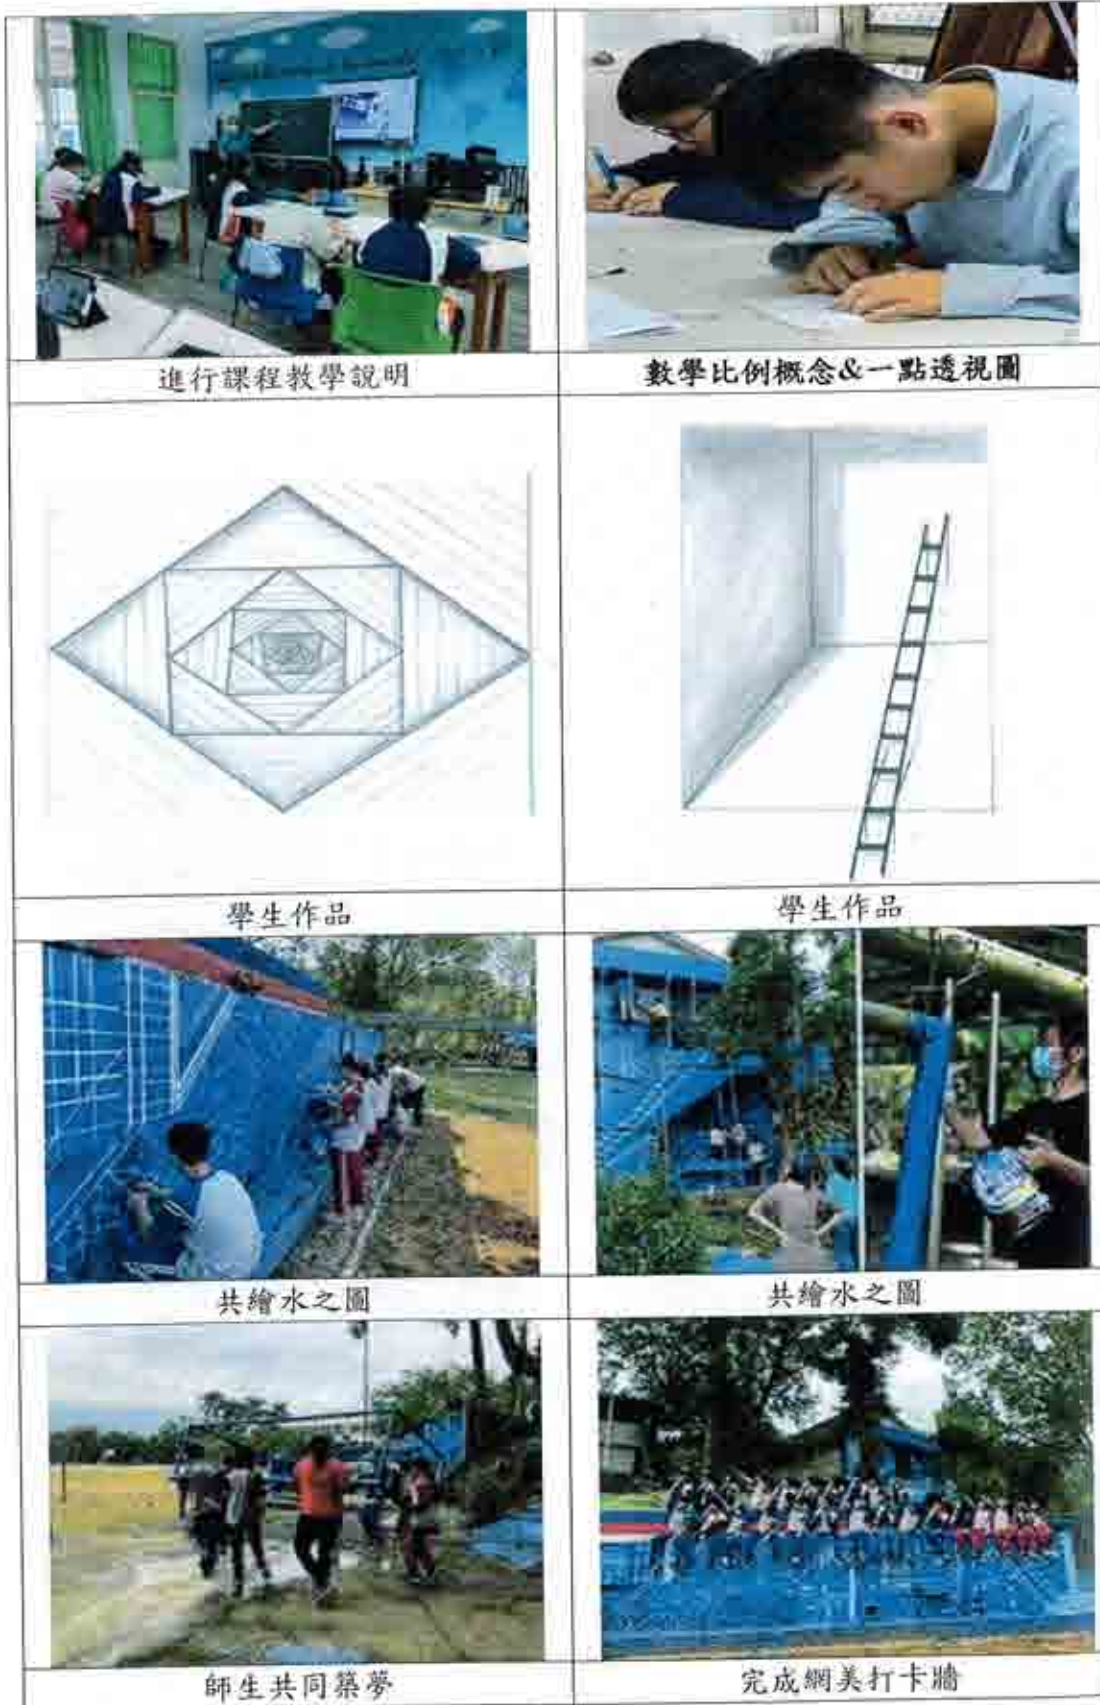 進行課程教學說明
數學比例概念&一點透視圖
學生作品
學生作品
共繪水之圖
共繪水之圖
師生共同築夢
完成網美打卡牆